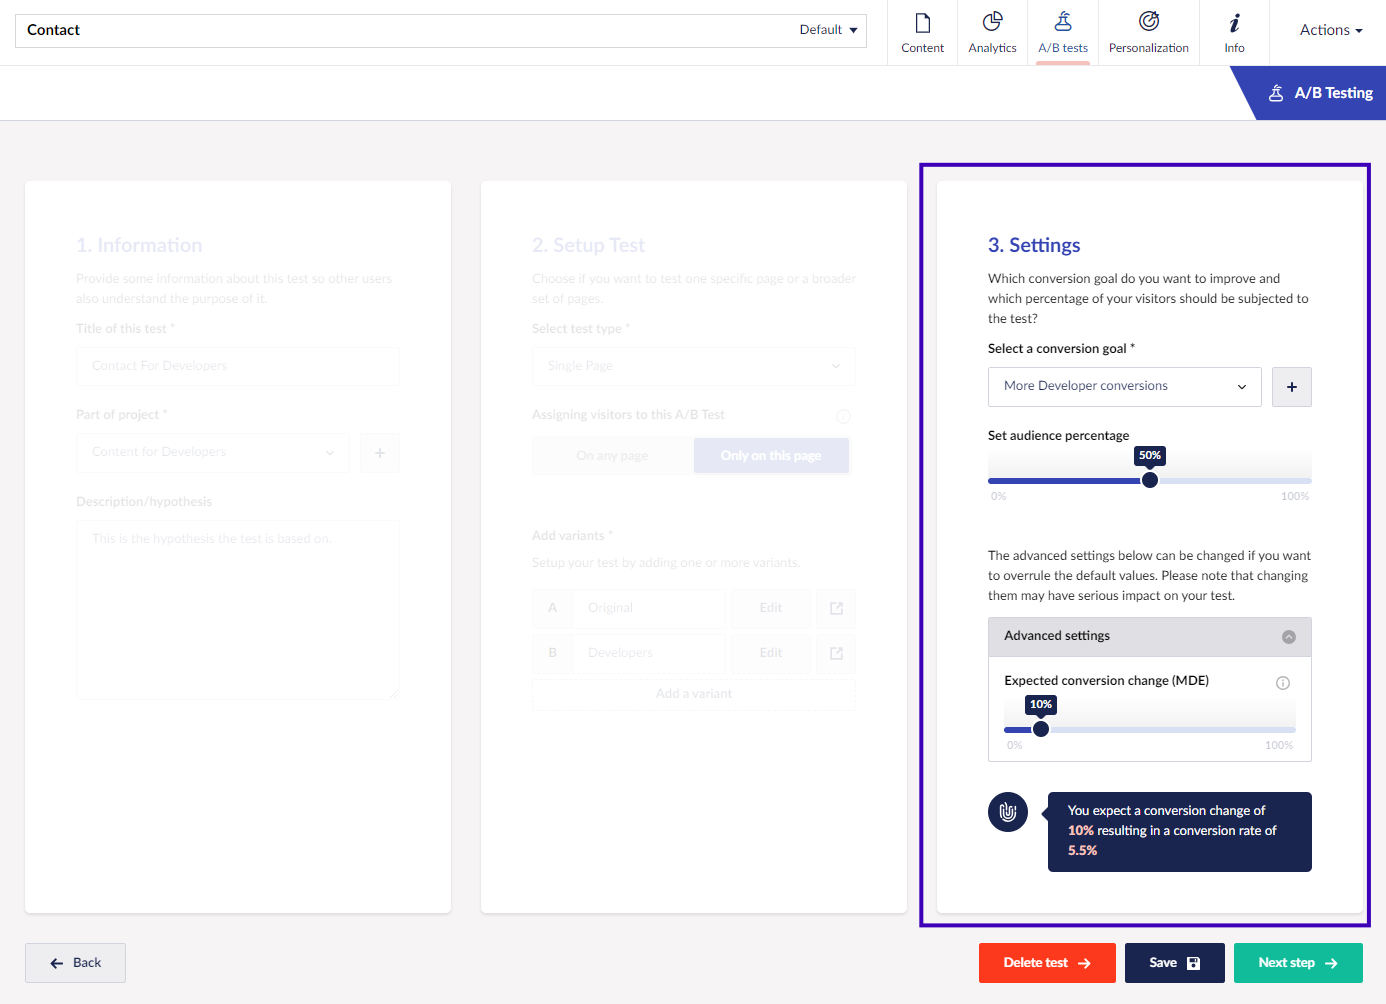 Contact
Default
Content
Analytics
A/B tests
Personalization
Info
Actions
A/B Testing
1. Information
Provide some information about this test so other users
also understand the purpose of it.
Title of this test *
Contact For Developers
Part of project *
Content for Developers
+
Description/hypothesis
This is the hypothesis the test is based on.
2. Setup Test
Choose if you want to test one specific page or a broader
set of pages.
Select test type *
Single Page
Assigning visitors to this A/B Test
On any page
Only on this page
Add variants *
Setup your test by adding one or more variants.
A Original Edit
B Developers Edit
Add a variant
3. Settings
Which conversion goal do you want to improve and
which percentage of your visitors should be subjected to
the test?
Select a conversion goal *
More Developer conversions
+
Set audience percentage
50%
0% 100%
The advanced settings below can be changed if you want
to overrule the default values. Please note that changing
them may have serious impact on your test.
Advanced settings
Expected conversion change (MDE)
10%
0% 100%
You expect a conversion change of
10% resulting in a conversion rate of
5.5%
Back
Delete test
Save
Next step